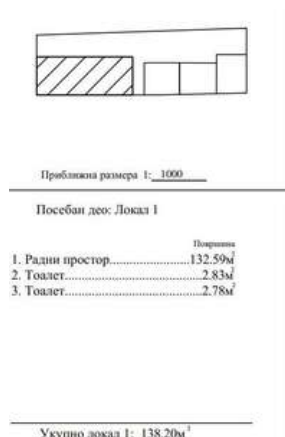 Приближна размера 1: 1000
Посебан део: Локал 1
Површина
1. Радни простор......................132.59м²
2. Тоалет......................................2.83м²
3. Тоалет......................................2.78м²
Укупно локал 1: 138.20м²